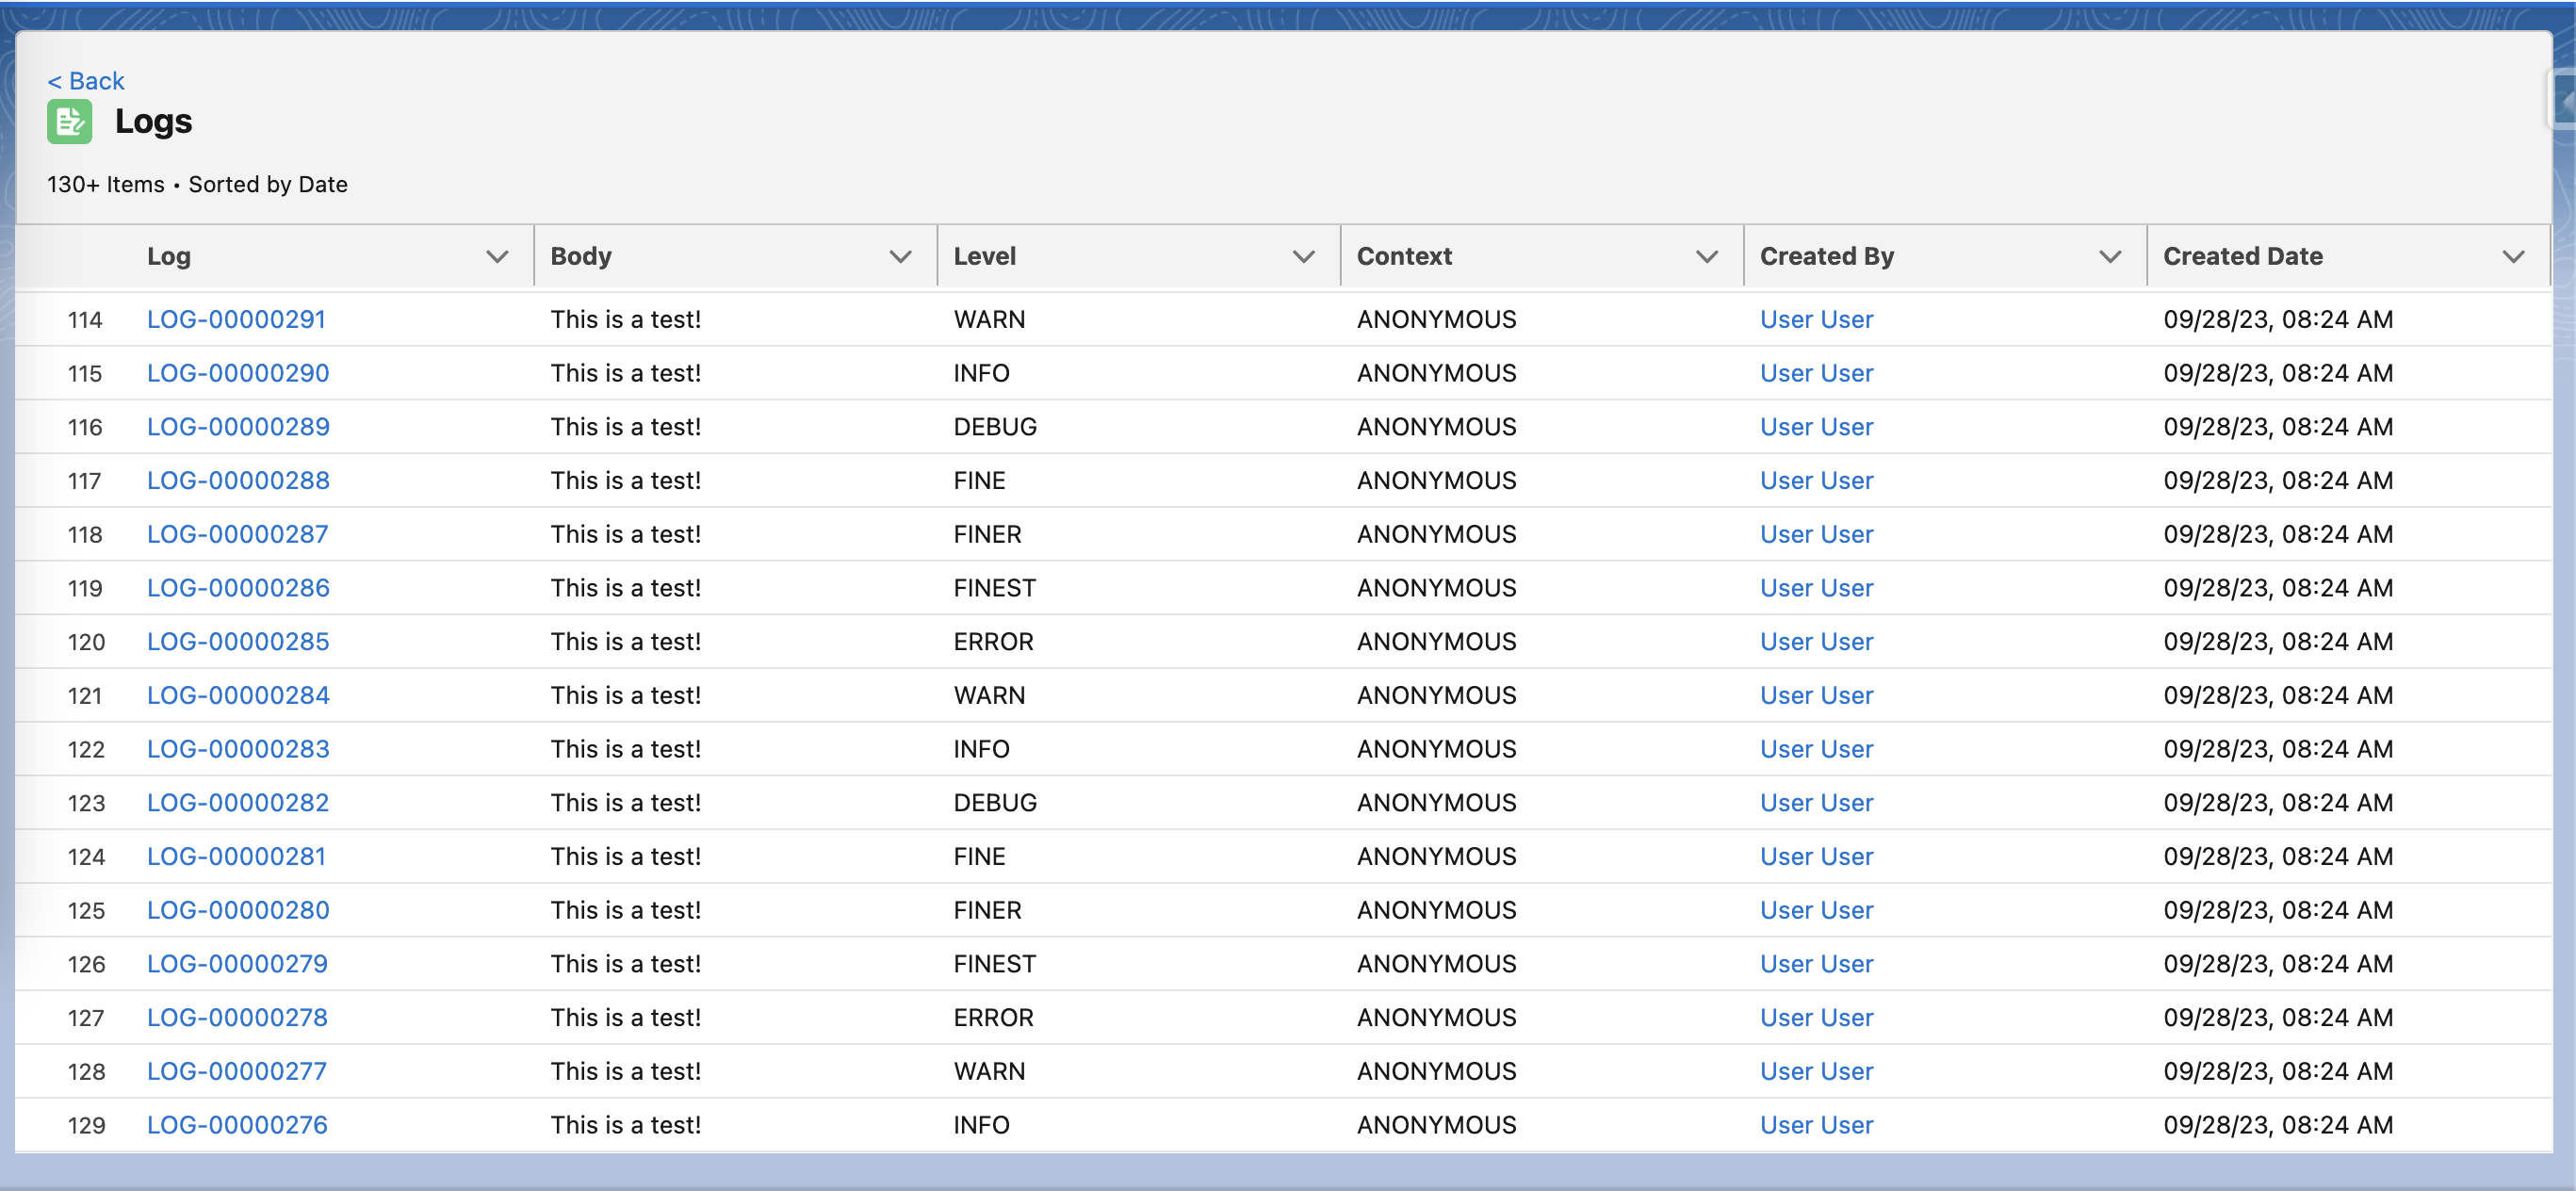 < Back
Logs
130+ Items • Sorted by Date
Log Body Level Context Created By Created Date
114 LOG-00000291 This is a test! WARN ANONYMOUS User User 09/28/23, 08:24 AM
115 LOG-00000290 This is a test! INFO ANONYMOUS User User 09/28/23, 08:24 AM
116 LOG-00000289 This is a test! DEBUG ANONYMOUS User User 09/28/23, 08:24 AM
117 LOG-00000288 This is a test! FINE ANONYMOUS User User 09/28/23, 08:24 AM
118 LOG-00000287 This is a test! FINER ANONYMOUS User User 09/28/23, 08:24 AM
119 LOG-00000286 This is a test! FINEST ANONYMOUS User User 09/28/23, 08:24 AM
120 LOG-00000285 This is a test! ERROR ANONYMOUS User User 09/28/23, 08:24 AM
121 LOG-00000284 This is a test! WARN ANONYMOUS User User 09/28/23, 08:24 AM
122 LOG-00000283 This is a test! INFO ANONYMOUS User User 09/28/23, 08:24 AM
123 LOG-00000282 This is a test! DEBUG ANONYMOUS User User 09/28/23, 08:24 AM
124 LOG-00000281 This is a test! FINE ANONYMOUS User User 09/28/23, 08:24 AM
125 LOG-00000280 This is a test! FINER ANONYMOUS User User 09/28/23, 08:24 AM
126 LOG-00000279 This is a test! FINEST ANONYMOUS User User 09/28/23, 08:24 AM
127 LOG-00000278 This is a test! ERROR ANONYMOUS User User 09/28/23, 08:24 AM
128 LOG-00000277 This is a test! WARN ANONYMOUS User User 09/28/23, 08:24 AM
129 LOG-00000276 This is a test! INFO ANONYMOUS User User 09/28/23, 08:24 AM